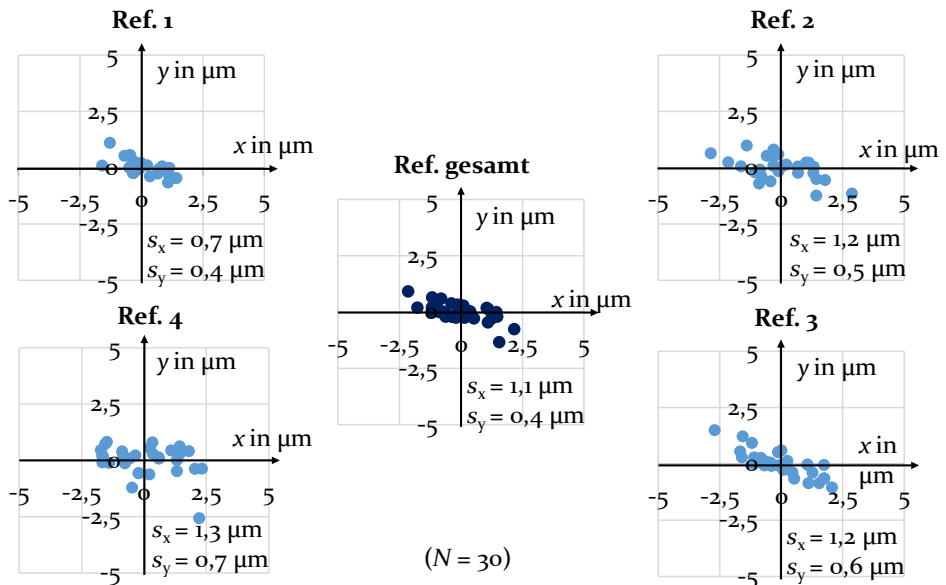 Ref. 1
5
y in µm
2,5
x in µm
0
-5
-2,5
0
2,5
5
-2,5
sx = 0,7 µm
sy = 0,4 µm
-5
Ref. 2
5
y in µm
2,5
x in µm
0
-5
-2,5
0
2,5
5
-2,5
sx = 1,2 µm
sy = 0,5 µm
-5
Ref. gesamt
5
y in µm
2,5
x in µm
0
-5
-2,5
0
2,5
5
-2,5
sx = 1,1 µm
sy = 0,4 µm
-5
Ref. 4
5
y in µm
2,5
x in µm
0
-5
-2,5
0
2,5
5
-2,5
sx = 1,3 µm
sy = 0,7 µm
-5
Ref. 3
5
y in µm
2,5
x in
µm
0
-5
-2,5
0
2,5
5
-2,5
sx = 1,2 µm
sy = 0,6 µm
-5
(N = 30)